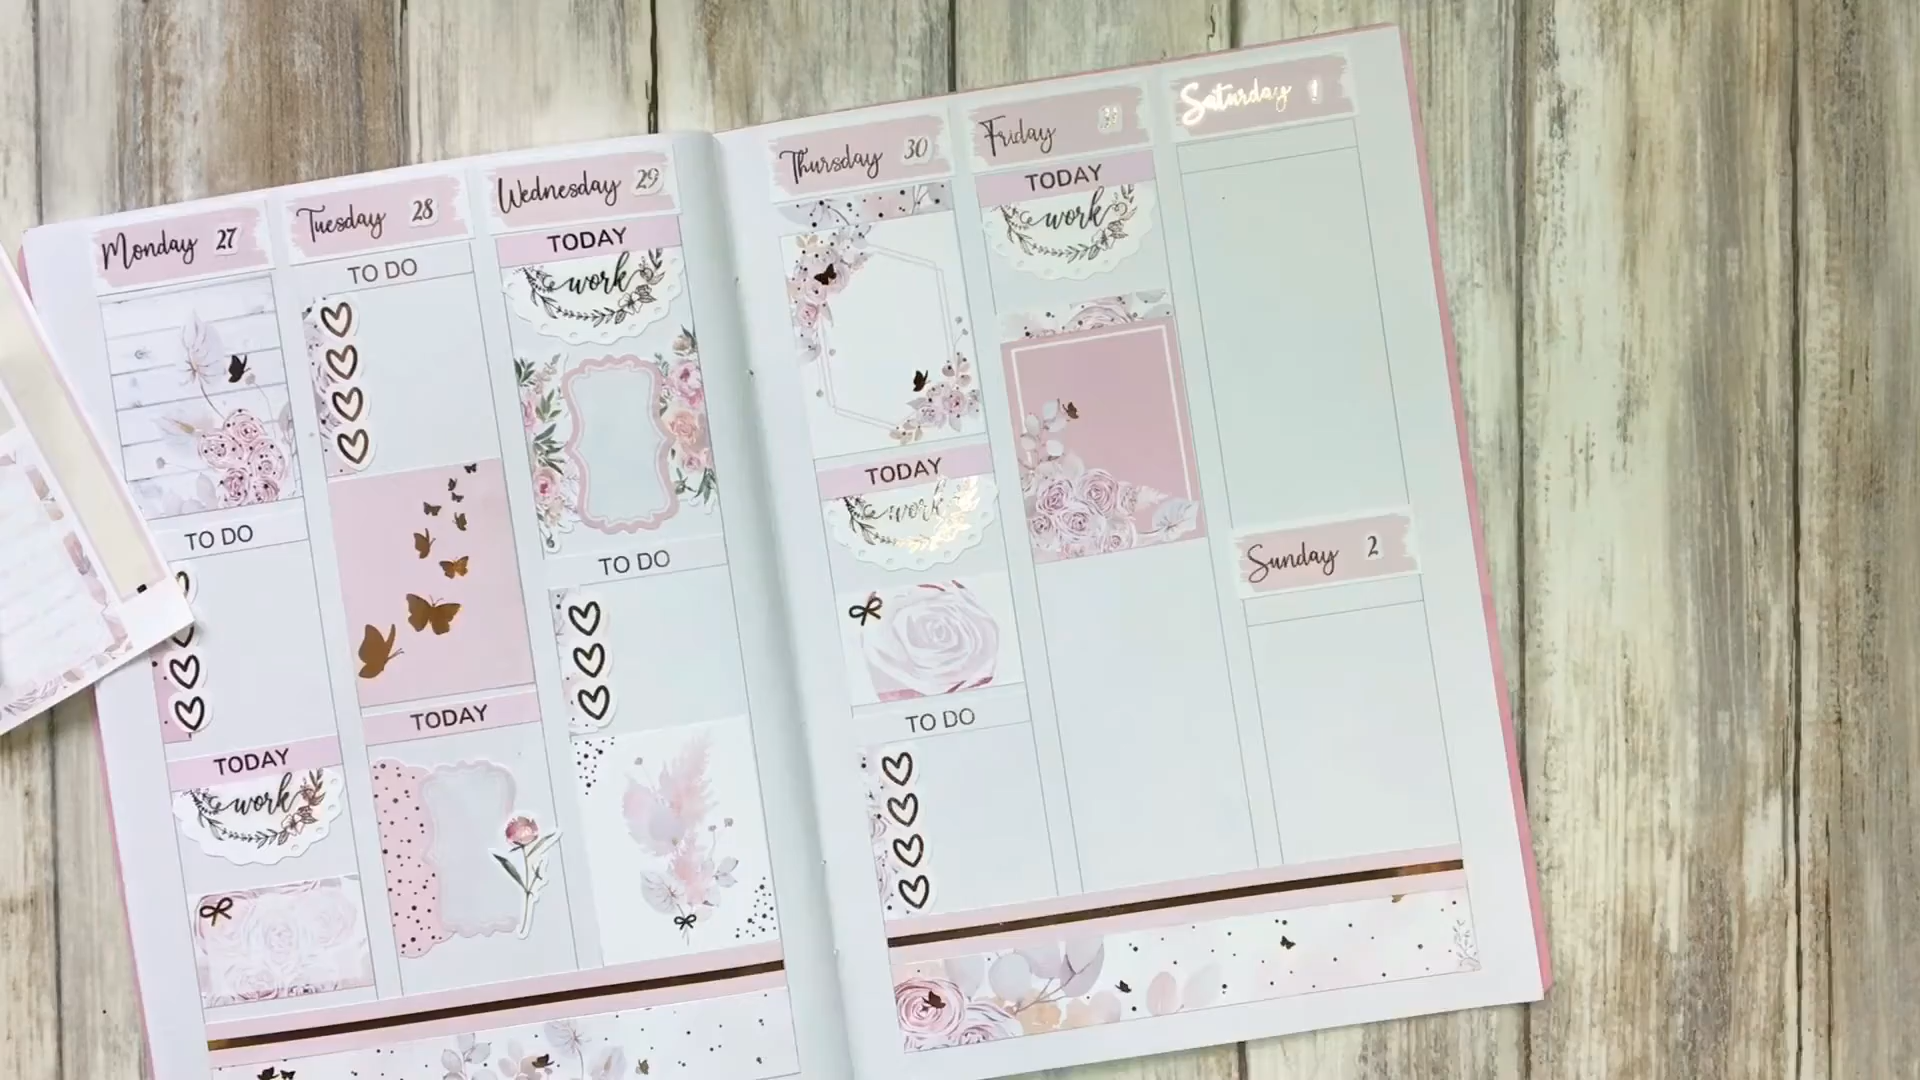 Monday 27
TO DO
TODAY
work
Tuesday 28
TO DO
TODAY
Wednesday 29
TODAY
work
TO DO
Thursday 30
TODAY
work
TO DO
Friday 31
TODAY
work
Saturday 1
Sunday 2